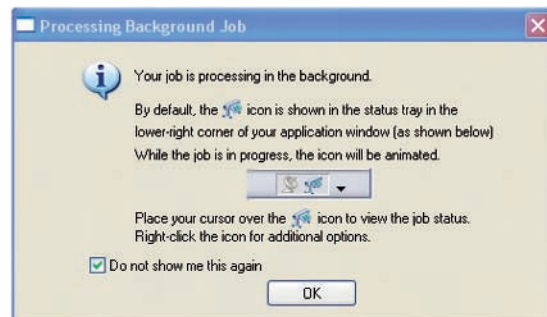 Processing Background Job
Your job is processing in the background.
By default, the icon is shown in the status tray in the
lower-right corner of your application window (as shown below)
While the job is in progress, the icon will be animated.
Place your cursor over the icon to view the job status.
Right-click the icon for additional options.
Do not show me this again
OK